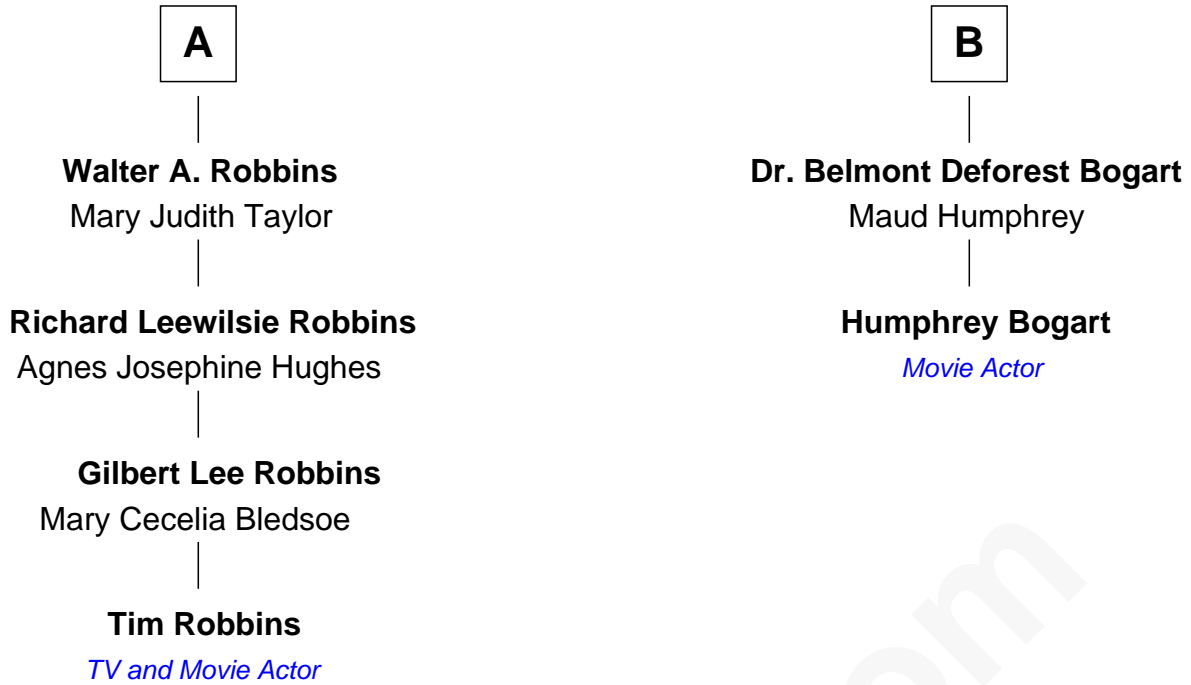 A
Walter A. Robbins
Mary Judith Taylor
Richard Leewilsie Robbins
Agnes Josephine Hughes
Gilbert Lee Robbins
Mary Cecelia Bledsoe
Tim Robbins
TV and Movie Actor
B
Dr. Belmont Deforest Bogart
Maud Humphrey
Humphrey Bogart
Movie Actor
om